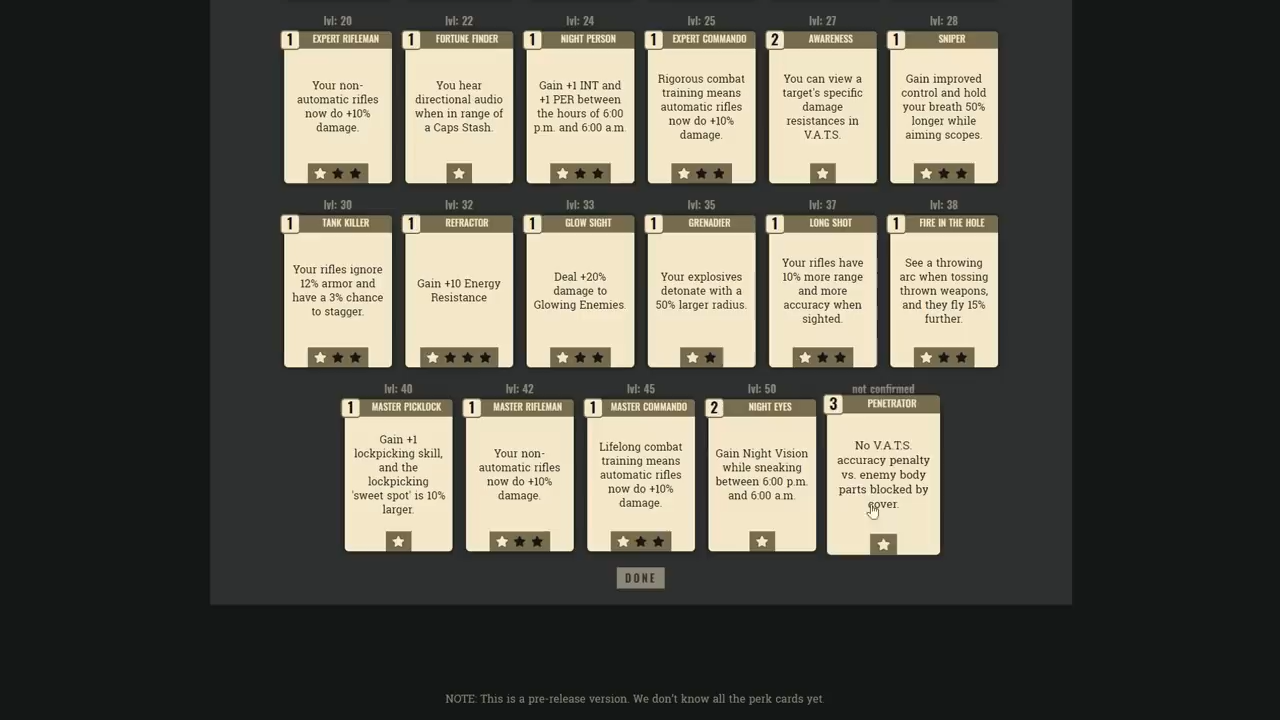 lvl: 20
1 EXPERT RIFLEMAN
Your non-
automatic rifles
now do +10%
damage.
lvl: 22
1 FORTUNE FINDER
You hear
directional audio
when in range of
a Caps Stash.
lvl: 24
1 NIGHT PERSON
Gain +1 INT and
+1 PER between
the hours of 6:00
p.m. and 6:00 a.m.
lvl: 25
1 EXPERT COMMANDO
Rigorous combat
training means
automatic rifles
now do +10%
damage.
lvl: 27
2 AWARENESS
You can view a
target's specific
damage
resistances in
V.A.T.S.
lvl: 28
1 SNIPER
Gain improved
control and hold
your breath 50%
longer while
aiming scopes.
lvl: 30
1 TANK KILLER
Your rifles ignore
12% armor and
have a 3% chance
to stagger.
lvl: 32
1 REFRACTOR
Gain +10 Energy
Resistance
lvl: 33
1 GLOW SIGHT
Deal +20%
damage to
Glowing Enemies.
lvl: 35
1 GRENADIER
Your explosives
detonate with a
50% larger radius.
lvl: 37
1 LONG SHOT
Your rifles have
10% more range
and more
accuracy when
sighted.
lvl: 38
1 FIRE IN THE HOLE
See a throwing
arc when tossing
thrown weapons,
and they fly 15%
further.
lvl: 40
1 MASTER PICKLOCK
Gain +1
lockpicking skill,
and the
lockpicking
'sweet spot' is 10%
larger.
lvl: 42
1 MASTER RIFLEMAN
Your non-
automatic rifles
now do +10%
damage.
lvl: 45
1 MASTER COMMANDO
Lifelong combat
training means
automatic rifles
now do +10%
damage.
lvl: 50
2 NIGHT EYES
Gain Night Vision
while sneaking
between 6:00 p.m.
and 6:00 a.m.
not confirmed
3 PENETRATOR
No V.A.T.S.
accuracy penalty
vs. enemy body
parts blocked by
cover.
DONE
NOTE: This is a pre-release version. We don't know all the perk cards yet.